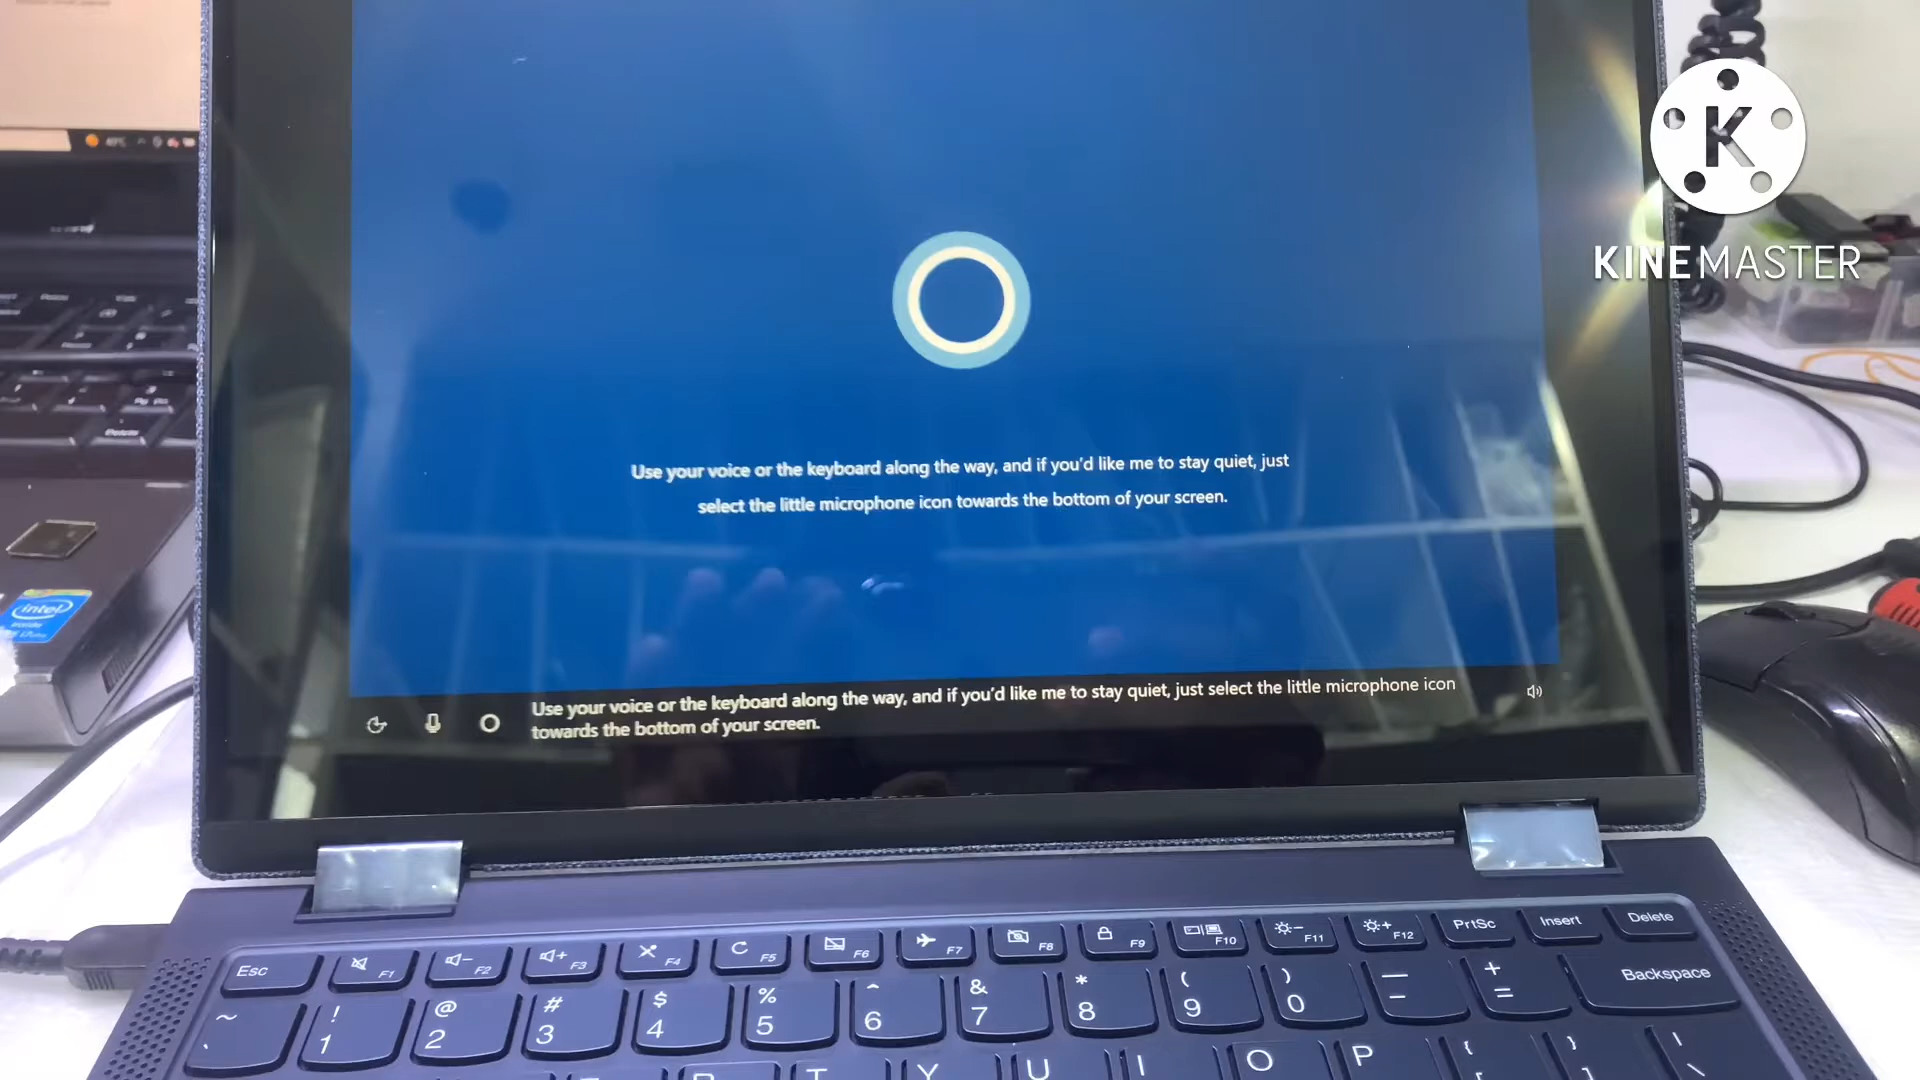 K
KINEMASTER
Use your voice or the keyboard along the way, and if you'd like me to stay quiet, just
select the little microphone icon towards the bottom of your screen.
Use your voice or the keyboard along the way, and if you'd like me to stay quiet, just select the little microphone icon
towards the bottom of your screen.
intel
inside
Esc F1 F2 F3 F4 F5 F6 F7 F8 F9 F10 F11 F12 PrtSc Insert Delete
~ ! @ # $ % ^ & * ( ) — +
` 1 2 3 4 5 6 7 8 9 0 - = Backspace
T Y U I O P { } |
[ ] \